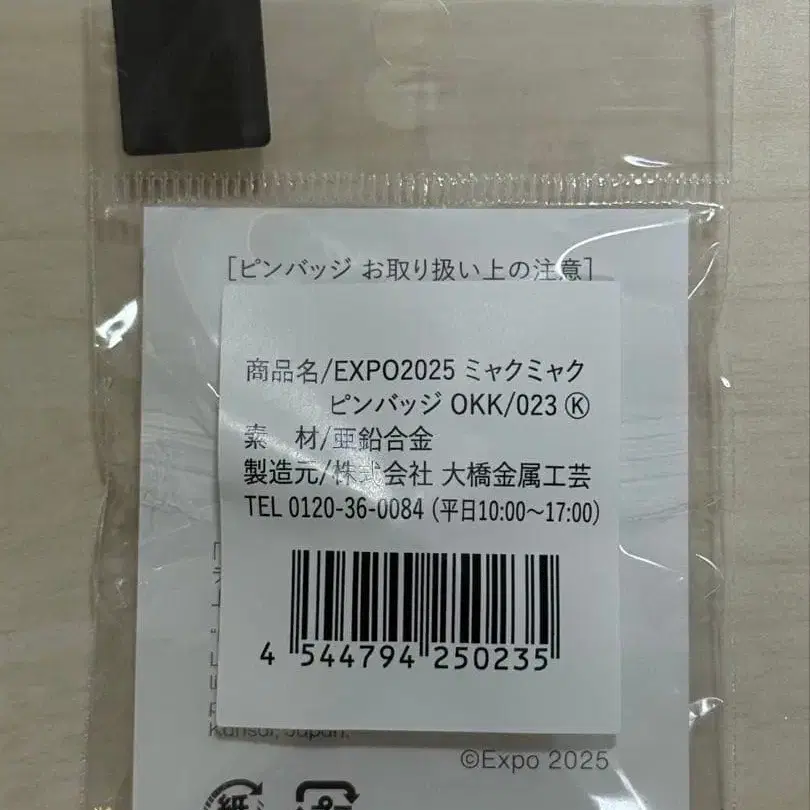 [ピンバッジ お取り扱い上の注意]
商品名/EXPO2025 ミャクミャク
ピンバッジ OKK/023 Ⓚ
素　材/亜鉛合金
製造元/株式会社 大橋金属工芸
TEL 0120-36-0084 (平日10:00～17:00)
4 544794 250235
Kansai, Japan.
©Expo 2025
紙
プラ